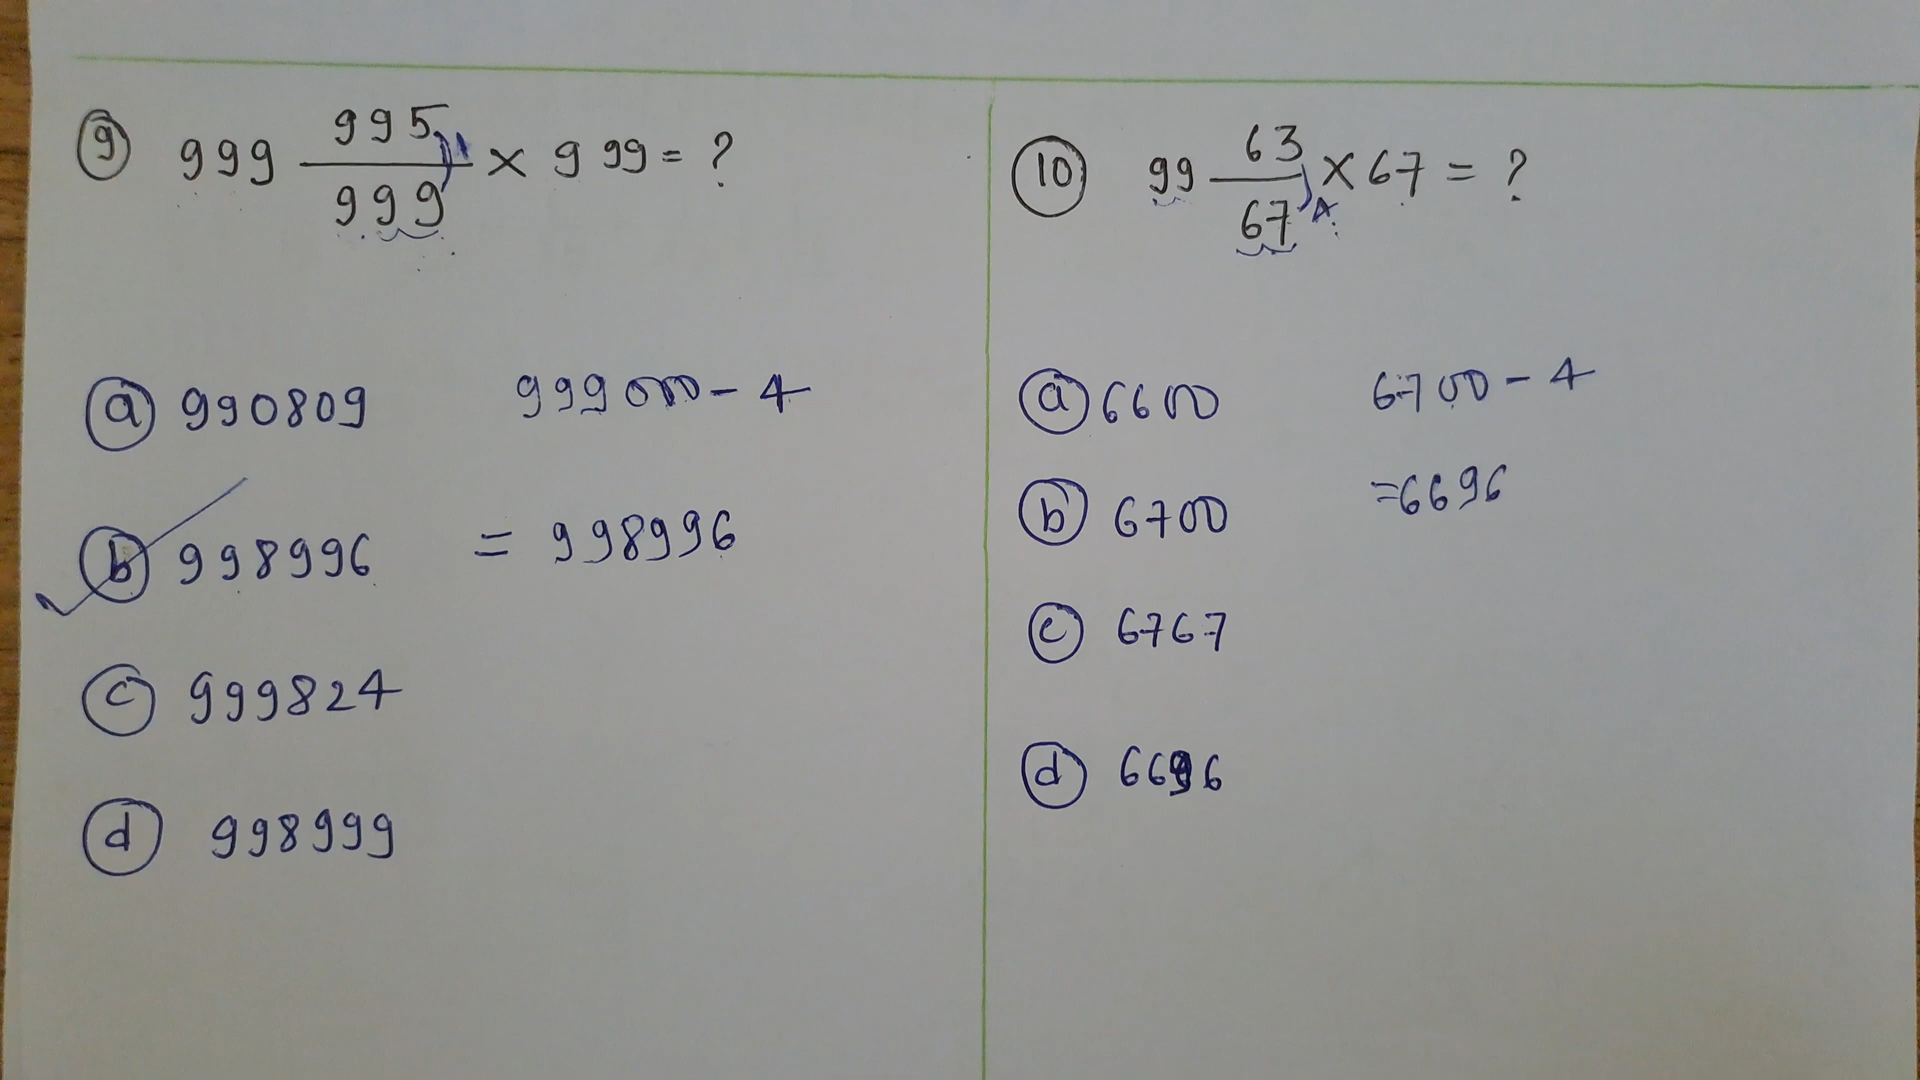 9 999 995/999 × 999 = ?
a 990809 999000 - 4
b 998996 = 998996
c 999824
d 998999
10 99 63/67 × 67 = ?
a 6600 6700 - 4
b 6700 = 6696
c 6767
d 6696